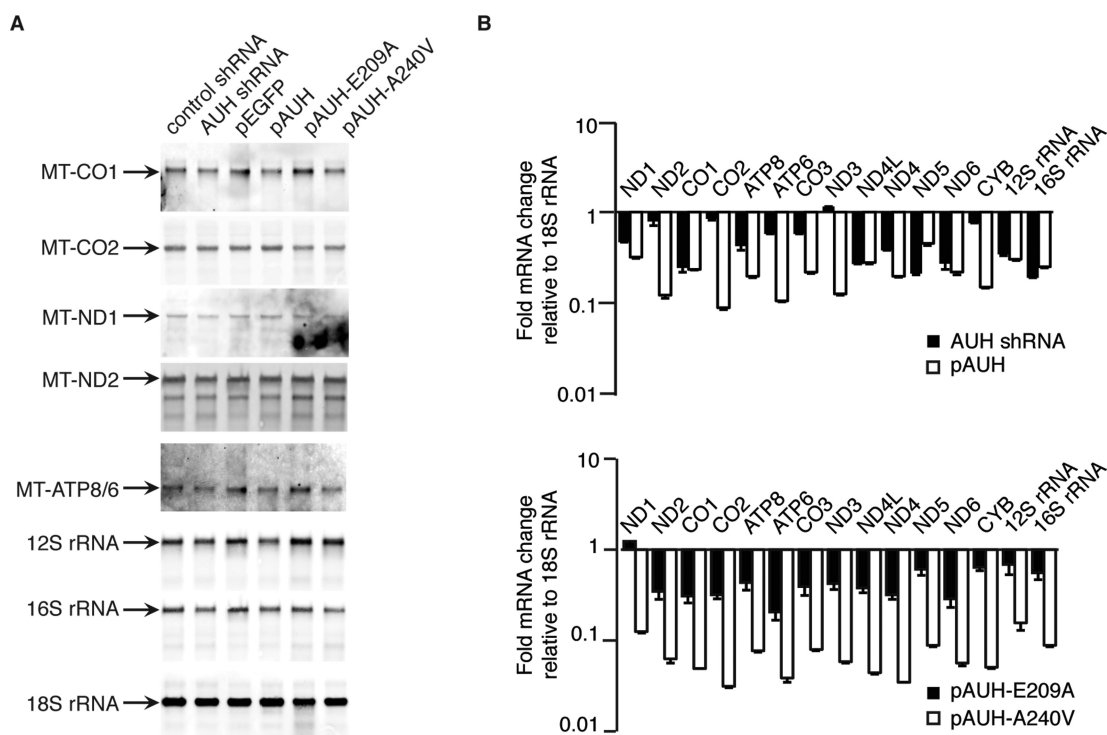 A
control shRNA
AUH shRNA
pEGFP
pAUH
pAUH-E209A
pAUH-A240V
MT-CO1
MT-CO2
MT-ND1
MT-ND2
MT-ATP8/6
12S rRNA
16S rRNA
18S rRNA
B
Fold mRNA change
relative to 18S rRNA
10
1
0.1
0.01
ND1
ND2
CO1
CO2
ATP8
ATP6
CO3
ND3
ND4L
ND4
ND5
ND6
CYB
12S rRNA
16S rRNA
AUH shRNA
pAUH
Fold mRNA change
relative to 18S rRNA
10
1
0.1
0.01
ND1
ND2
CO1
CO2
ATP8
ATP6
CO3
ND3
ND4L
ND4
ND5
ND6
CYB
12S rRNA
16S rRNA
pAUH-E209A
pAUH-A240V